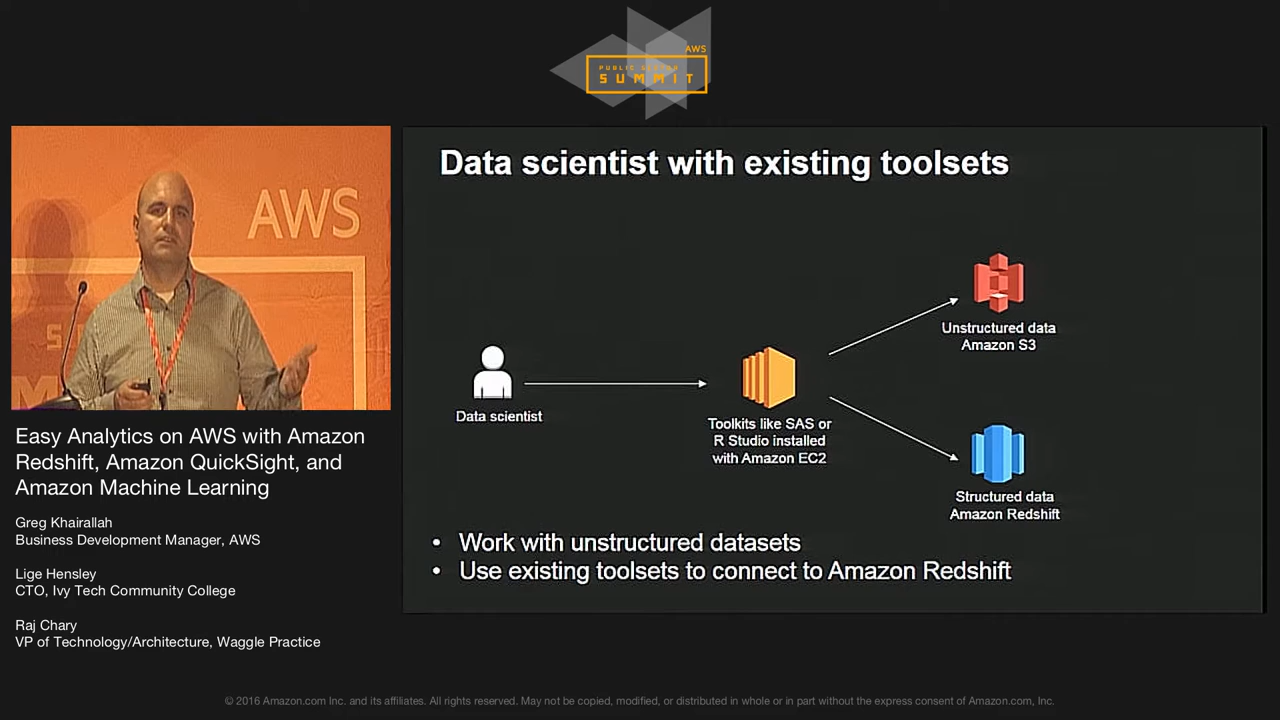 AWS
PUBLIC SECTOR
SUMMIT
AWS
Data scientist with existing toolsets
Unstructured data
Amazon S3
Data scientist
Toolkits like SAS or
R Studio installed
with Amazon EC2
Structured data
Amazon Redshift
• Work with unstructured datasets
• Use existing toolsets to connect to Amazon Redshift
Easy Analytics on AWS with Amazon
Redshift, Amazon QuickSight, and
Amazon Machine Learning
Greg Khairallah
Business Development Manager, AWS
Lige Hensley
CTO, Ivy Tech Community College
Raj Chary
VP of Technology/Architecture, Waggle Practice
© 2016 Amazon.com Inc. and its affiliates. All rights reserved. May not be copied, modified, or distributed in whole or in part without the express consent of Amazon.com, Inc.